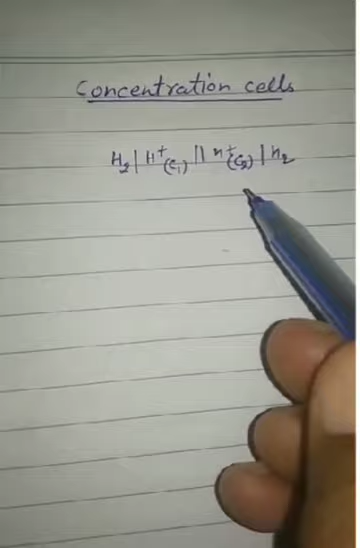 Concentration cells
H₂ | H⁺(C₁) || H⁺(C₂) | H₂